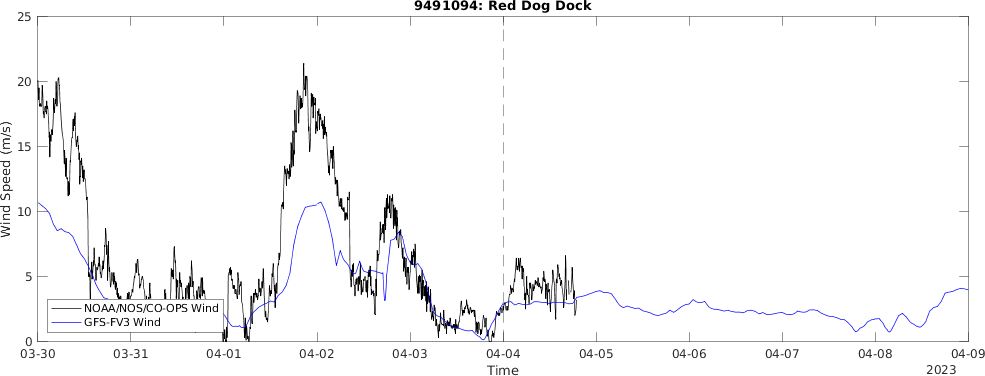 9491094: Red Dog Dock
25
20
15
10
5
0
Wind Speed (m/s)
NOAA/NOS/CO-OPS Wind
GFS-FV3 Wind
03-30 03-31 04-01 04-02 04-03 04-04 04-05 04-06 04-07 04-08 04-09
Time
2023